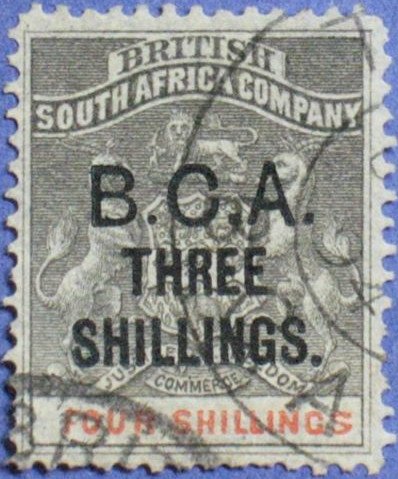 BRITISH
SOUTH AFRICA COMPANY
B.C.A.
THREE
SHILLINGS.
COMMERCE
FOUR SHILLINGS